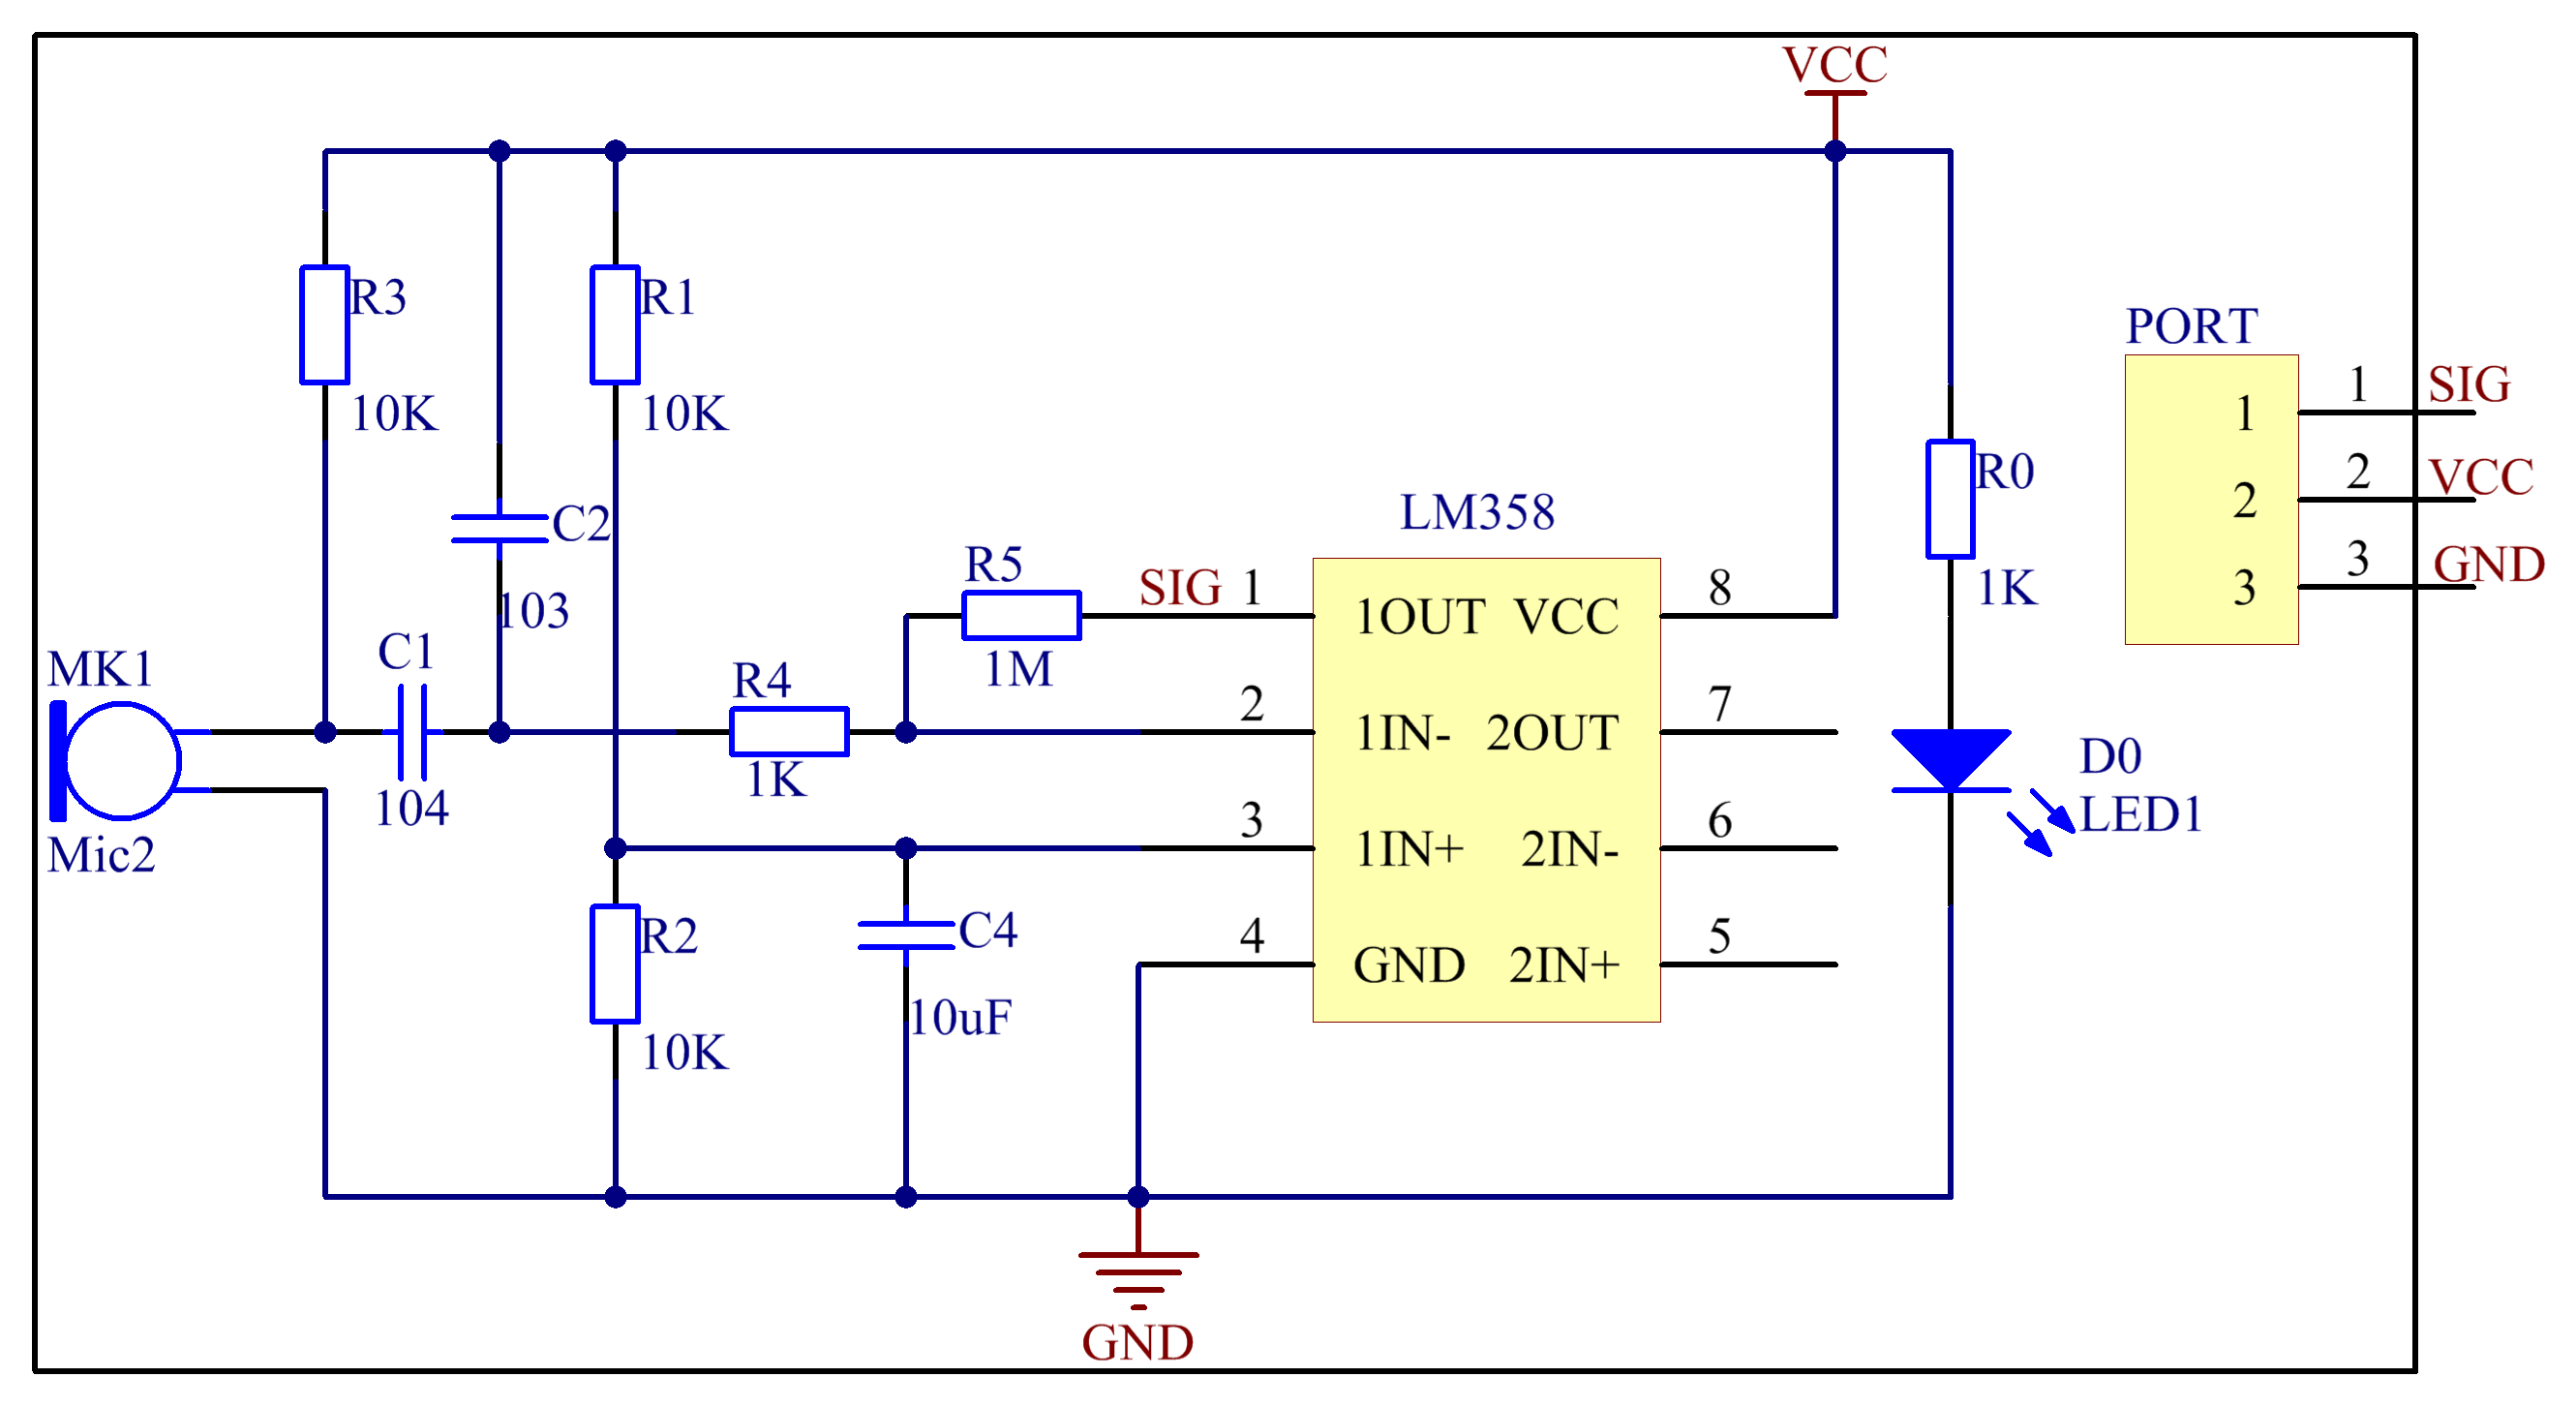 VCC
R3
10K
R1
10K
C2
103
C1
104
MK1
Mic2
R4
1K
R5
1M
SIG
LM358
1
1OUT
VCC
8
2
1IN-
2OUT
7
3
1IN+
2IN-
6
4
GND
2IN+
5
R2
10K
C4
10uF
R0
1K
D0
LED1
PORT
1
1
SIG
2
2
VCC
3
3
GND
GND